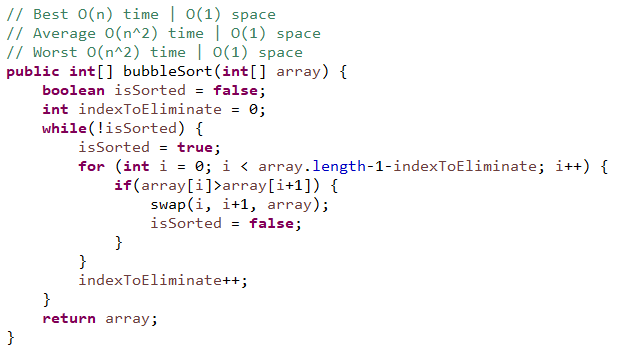 // Best O(n) time | O(1) space
// Average O(n^2) time | O(1) space
// Worst O(n^2) time | O(1) space
public int[] bubbleSort(int[] array) {
    boolean isSorted = false;
    int indexToEliminate = 0;
    while(!isSorted) {
        isSorted = true;
        for (int i = 0; i < array.length-1-indexToEliminate; i++) {
            if(array[i]>array[i+1]) {
                swap(i, i+1, array);
                isSorted = false;
            }
        }
        indexToEliminate++;
    }
    return array;
}